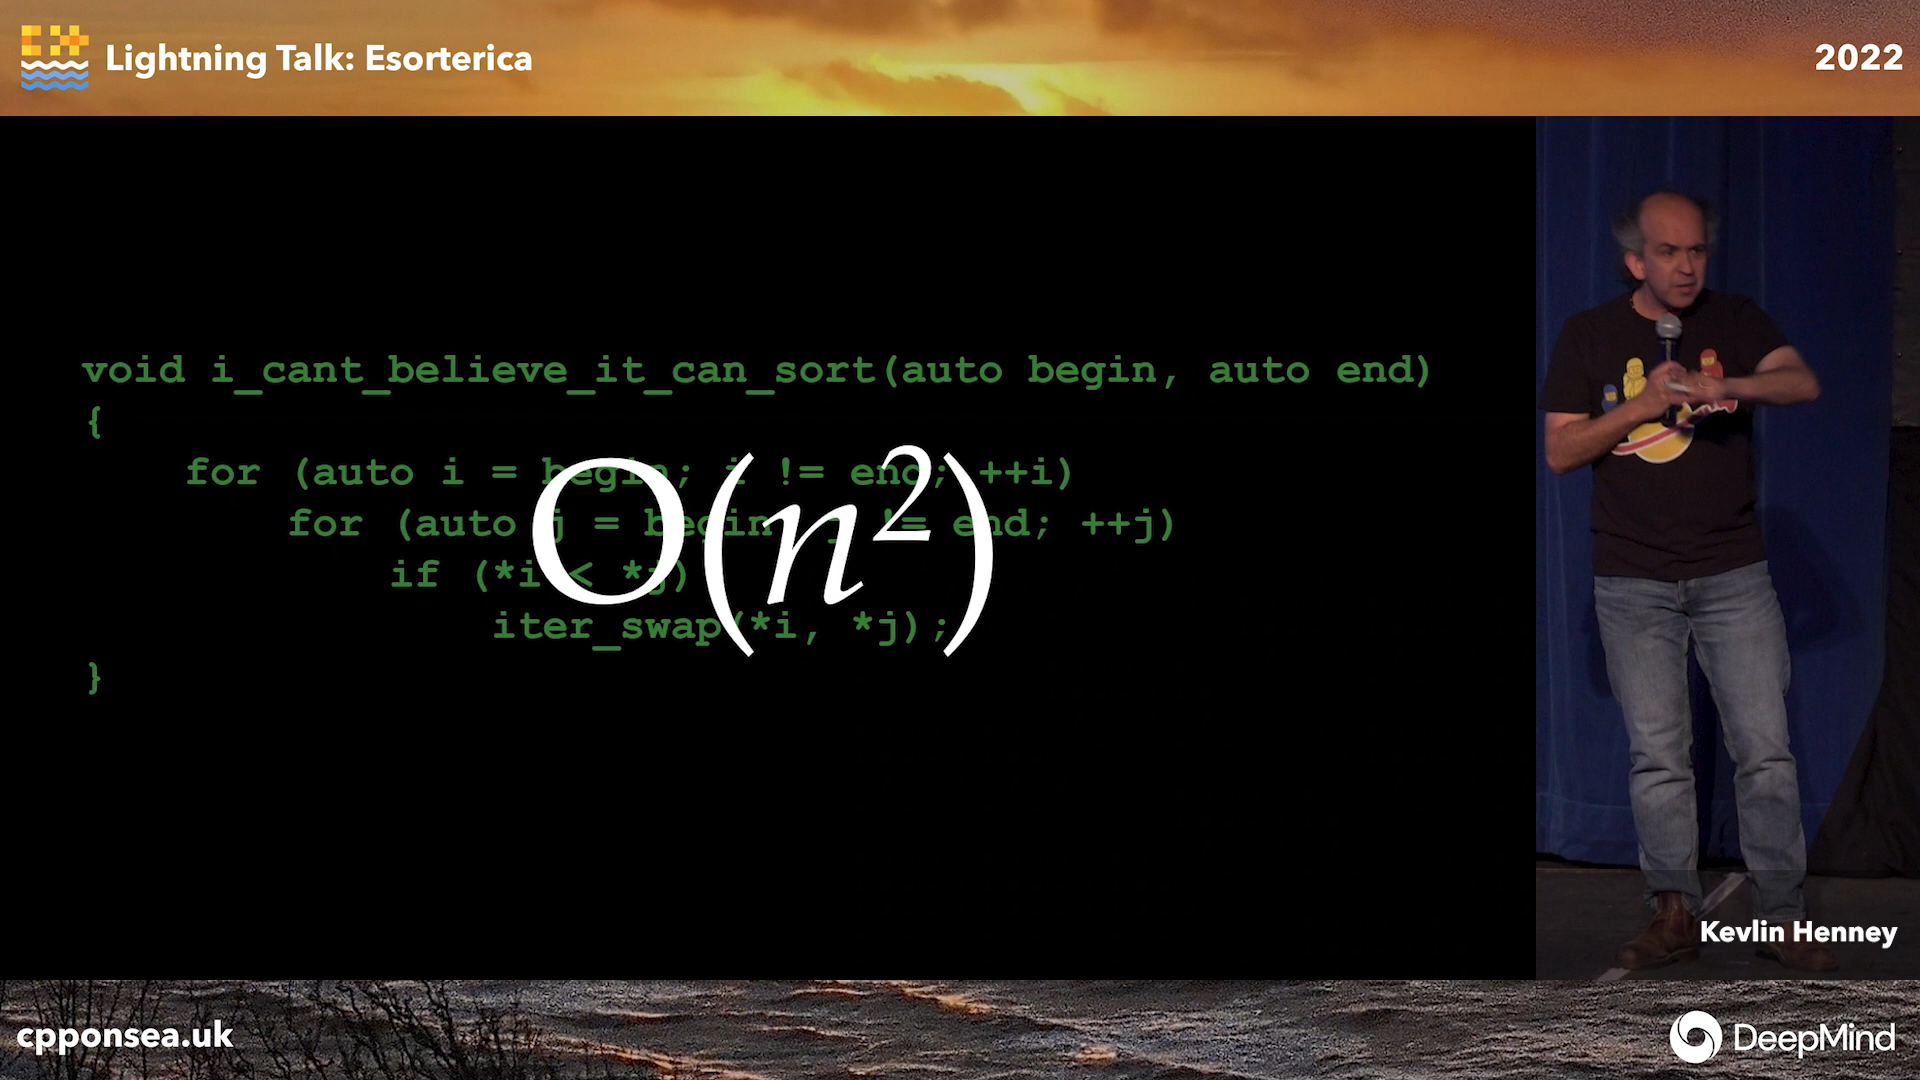 Lightning Talk: Esorterica
2022
void i_cant_believe_it_can_sort(auto begin, auto end)
{
for (auto i = begin; i != end; ++i)
for (auto j = begin; j != end; ++j)
if (*i < *j)
iter_swap(*i, *j);
}
O(n²)
Kevlin Henney
cpponsea.uk
DeepMind